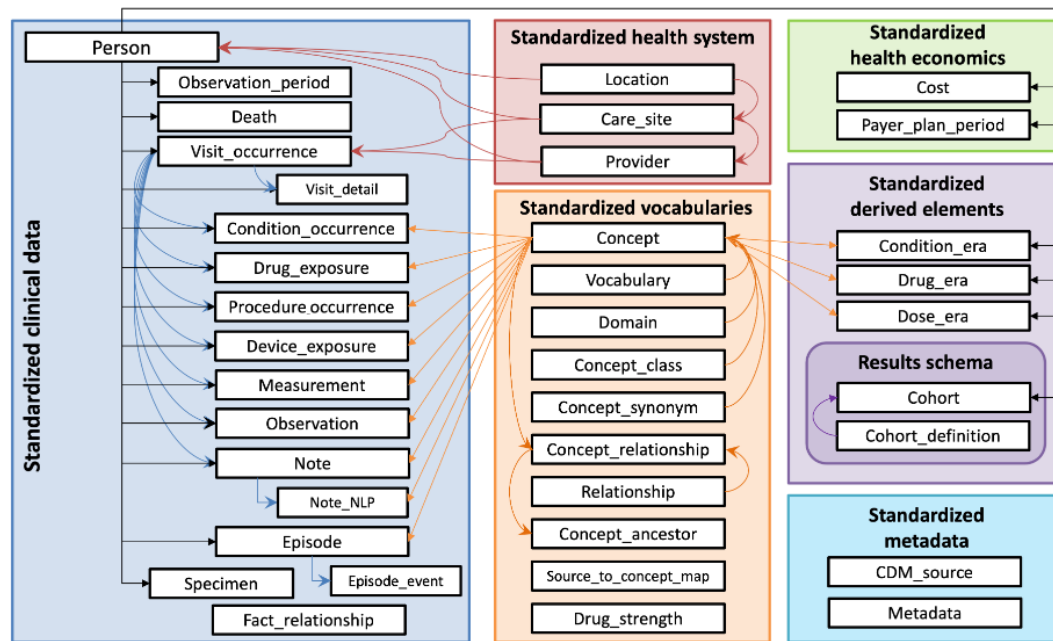 Standardized clinical data
Person
Observation_period
Death
Visit_occurrence
Visit_detail
Condition_occurrence
Drug_exposure
Procedure_occurrence
Device_exposure
Measurement
Observation
Note
Note_NLP
Episode
Specimen
Episode_event
Fact_relationship
Standardized health system
Location
Care_site
Provider
Standardized vocabularies
Concept
Vocabulary
Domain
Concept_class
Concept_synonym
Concept_relationship
Relationship
Concept_ancestor
Source_to_concept_map
Drug_strength
Standardized
health economics
Cost
Payer_plan_period
Standardized
derived elements
Condition_era
Drug_era
Dose_era
Results schema
Cohort
Cohort_definition
Standardized
metadata
CDM_source
Metadata